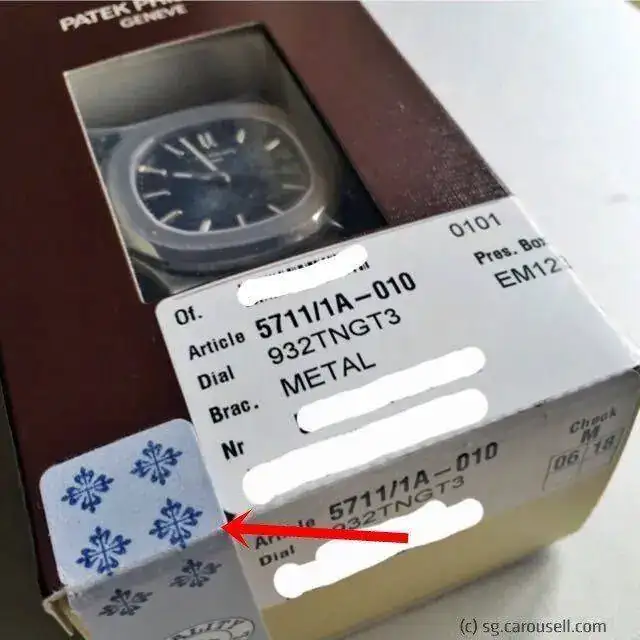 PATEK PH
GENEVE
0101
Of.
Pres. Box
Article 5711/1A-010
EM12
Dial 932TNGT3
Brac. METAL
Nr
Article 5711/1A-010
Dial 932TNGT3
Check
M
06 18
(c) sg.carousell.com